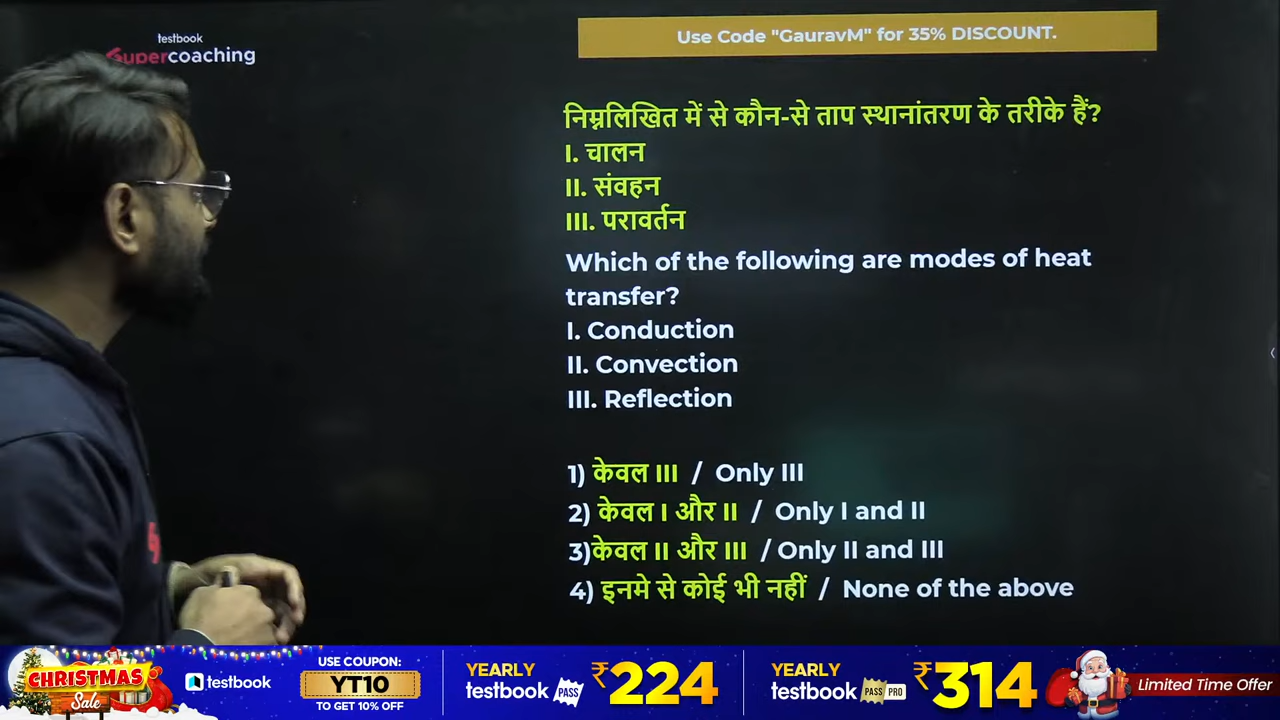 testbook
Supercoaching
Use Code "GauravM" for 35% DISCOUNT.
निम्नलिखित में से कौन-से ताप स्थानांतरण के तरीके हैं?
I. चालन
II. संवहन
III. परावर्तन
Which of the following are modes of heat
transfer?
I. Conduction
II. Convection
III. Reflection
1) केवल III / Only III
2) केवल I और II / Only I and II
3)केवल II और III / Only II and III
4) इनमे से कोई भी नहीं / None of the above
CHRISTMAS
Sale
testbook
USE COUPON:
YT10
TO GET 10% OFF
YEARLY
testbook PASS
₹224
YEARLY
testbook PASS PRO
₹314
Limited Time Offer